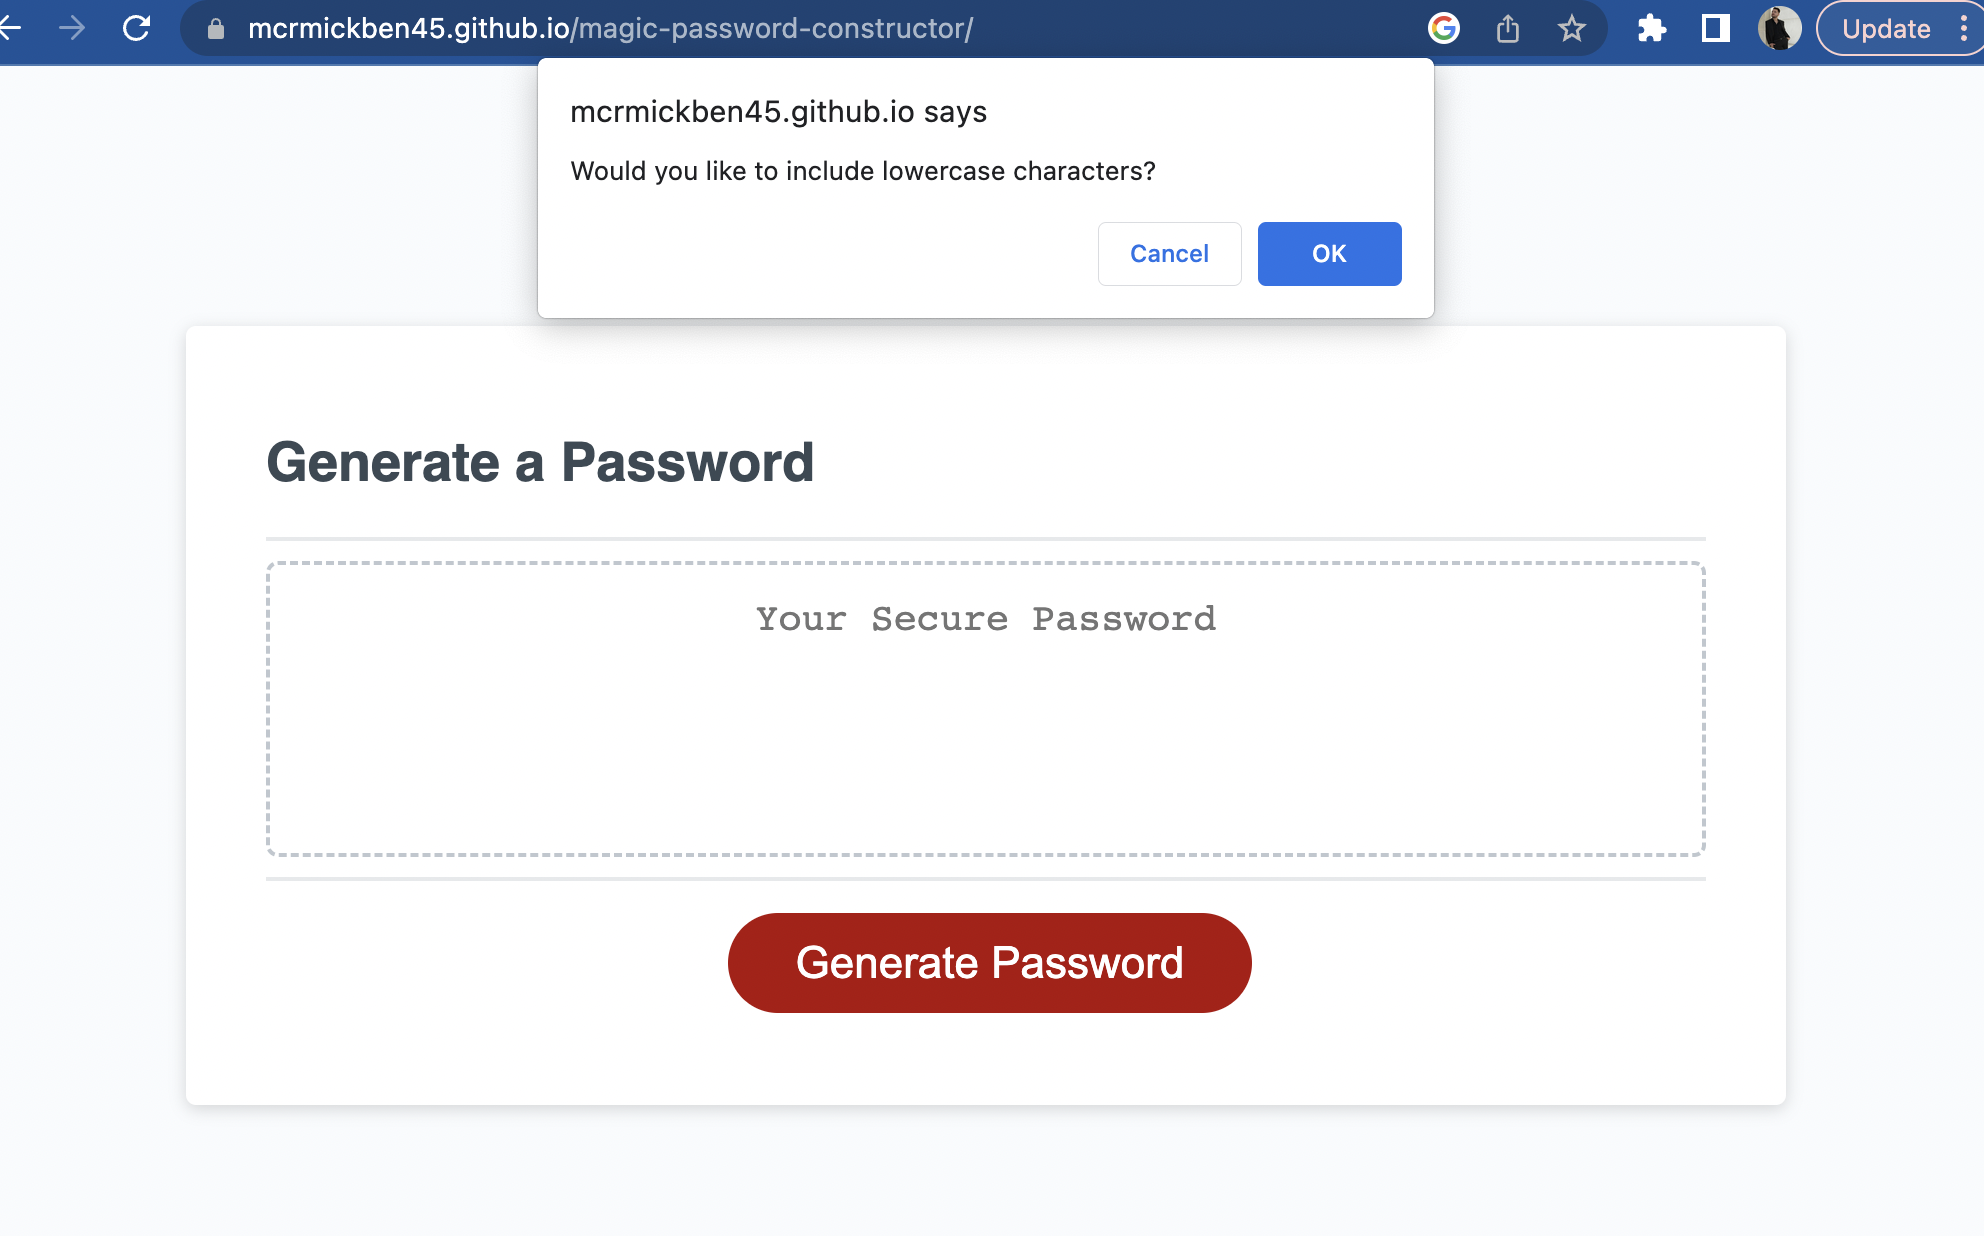 mcrmickben45.github.io/magic-password-constructor/
Update
mcrmickben45.github.io says
Would you like to include lowercase characters?
Cancel
OK
Generate a Password
Your Secure Password
Generate Password